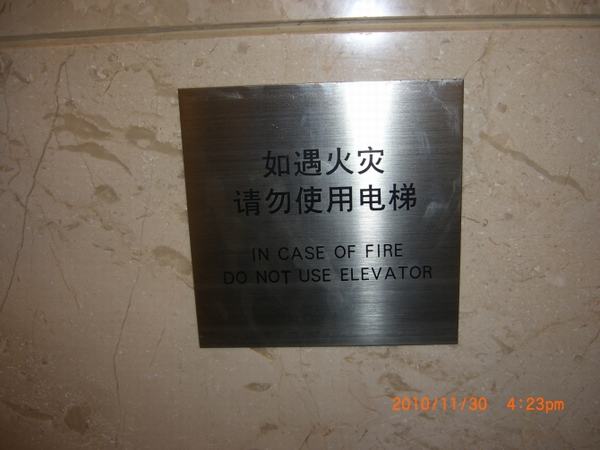 如遇火灾
请勿使用电梯
IN CASE OF FIRE
DO NOT USE ELEVATOR
2010/11/30 4:23pm